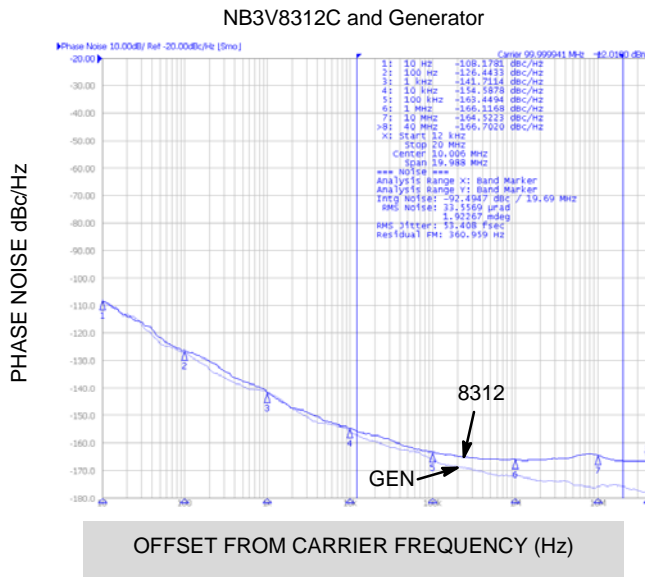 NB3V8312C and Generator
▶Phase Noise 10.00dB/ Ref -20.00dBc/Hz [Smo]
Carrier 99.999941 MHz
-20.00▶
1: 10 Hz -108.1781 dBc/Hz
2: 100 Hz -126.4433 dBc/Hz
3: 1 kHz -141.7114 dBc/Hz
4: 10 kHz -154.5878 dBc/Hz
5: 100 kHz -163.4494 dBc/Hz
6: 1 MHz -166.1168 dBc/Hz
7: 10 MHz -164.5223 dBc/Hz
>8: 40 MHz -166.7020 dBc/Hz
X: Start 12 kHz
Stop 20 MHz
Center 10.006 MHz
Span 19.988 MHz
=== Noise ===
Analysis Range X: Band Marker
Analysis Range Y: Band Marker
Intg Noise: -92.4947 dBc / 19.69 MHz
RMS Noise: 33.5569 µrad
1.92267 mdeg
RMS Jitter: 53.408 fsec
Residual FM: 360.959 Hz
-30.00
-40.00
-50.00
-60.00
-70.00
-80.00
-90.00
-100.0
-110.0
-120.0
-130.0
-140.0
-150.0
-160.0
-170.0
-180.0
1
2
3
4
5
6
7
8312
GEN
PHASE NOISE dBc/Hz
OFFSET FROM CARRIER FREQUENCY (Hz)